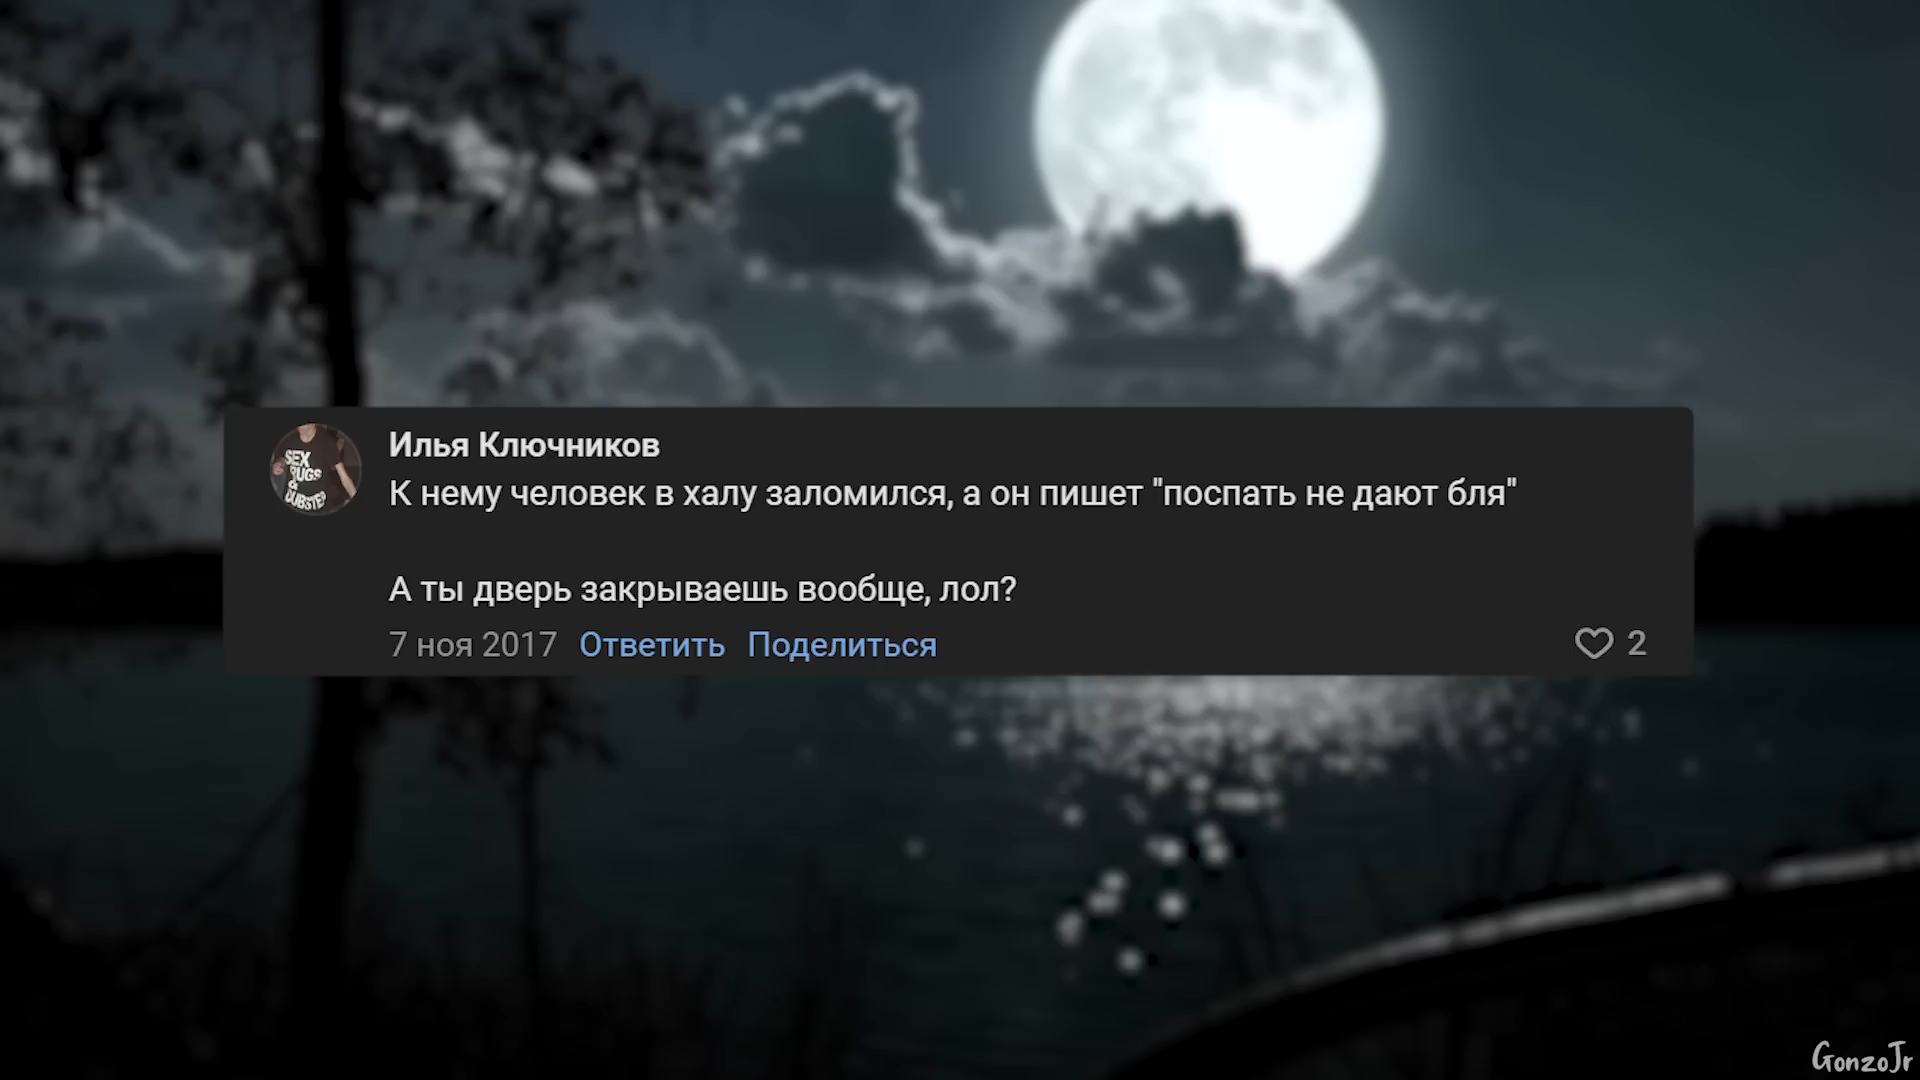 Илья Ключников
SEX
К нему человек в халу заломился, а он пишет "поспать не дают бля"
&
А ты дверь закрываешь вообще, лол?
7 ноя 2017 Ответить Поделиться
2
GonzoJr